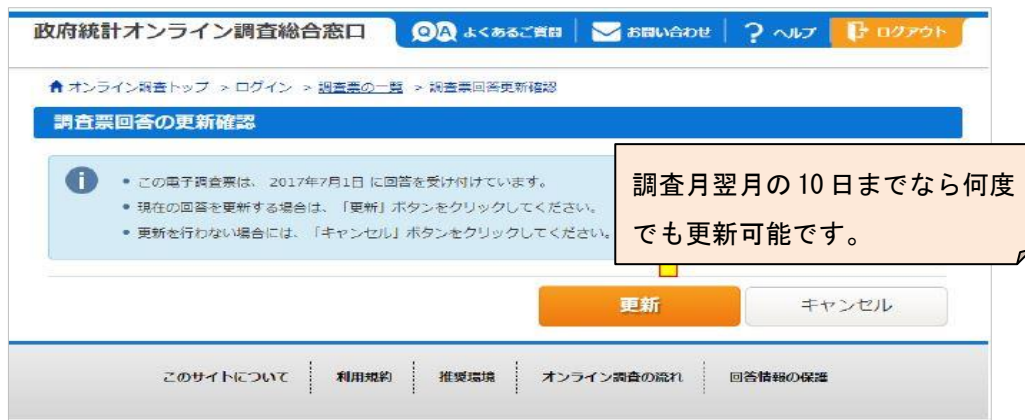 政府統計オンライン調査総合窓口
QA よくあるご質問
お問い合わせ
? ヘルプ
ログアウト
オンライン調査トップ > ログイン > 調査票の一覧 > 調査票回答更新確認
調査票回答の更新確認
• この電子調査票は、 2017年7月1日 に回答を受け付けています。
• 現在の回答を更新する場合は、「更新」ボタンをクリックしてください。
• 更新を行わない場合には、「キャンセル」ボタンをクリックしてください。
調査月翌月の10日までなら何度
でも更新可能です。
更新
キャンセル
このサイトについて
利用規約
推奨環境
オンライン調査の流れ
回答情報の保護